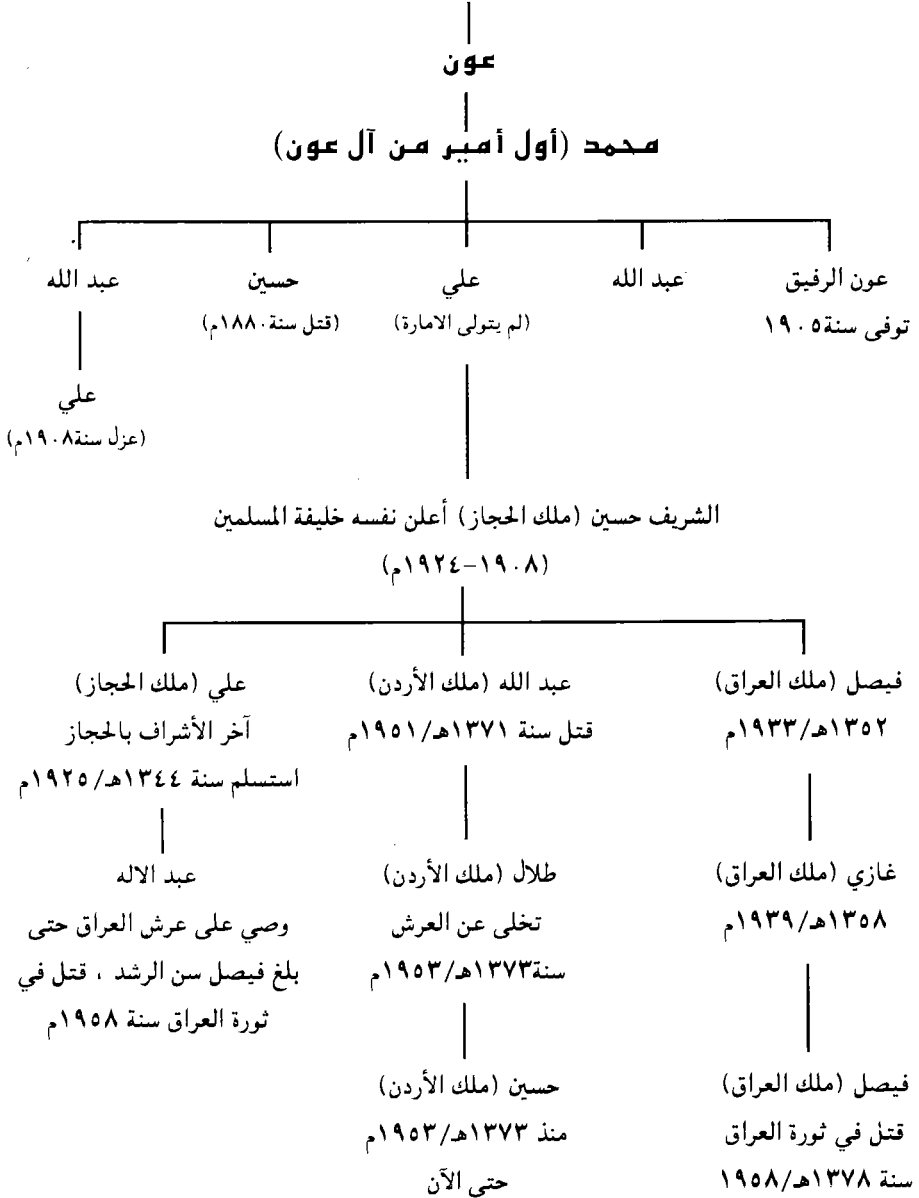 عون
محمد (أول أمير من آل عون)
عون الرفيق
توفى سنة ١٩٠٥
عبد الله
علي
(لم يتولى الامارة)
حسين
(قتل سنة ١٨٨٠م)
عبد الله
علي
(عزل سنة ١٩٠٨م)
الشريف حسين (ملك الحجاز) أعلن نفسه خليفة المسلمين
(١٩٠٨-١٩٢٤م)
فيصل (ملك العراق)
١٣٥٢هـ/١٩٣٣م
عبد الله (ملك الأردن)
قتل سنة ١٣٧١هـ/١٩٥١م
علي (ملك الحجاز)
آخر الأشراف بالحجاز
استسلم سنة ١٣٤٤هـ/١٩٢٥م
غازي (ملك العراق)
١٣٥٨هـ/١٩٣٩م
طلال (ملك الأردن)
تخلى عن العرش
سنة ١٣٧٣هـ/١٩٥٣م
عبد الاله
وصي على عرش العراق حتى
بلغ فيصل سن الرشد ، قتل في
ثورة العراق سنة ١٩٥٨م
فيصل (ملك العراق)
قتل في ثورة العراق
سنة ١٣٧٨هـ/١٩٥٨
حسين (ملك الأردن)
منذ ١٣٧٣هـ/١٩٥٣م
حتى الآن